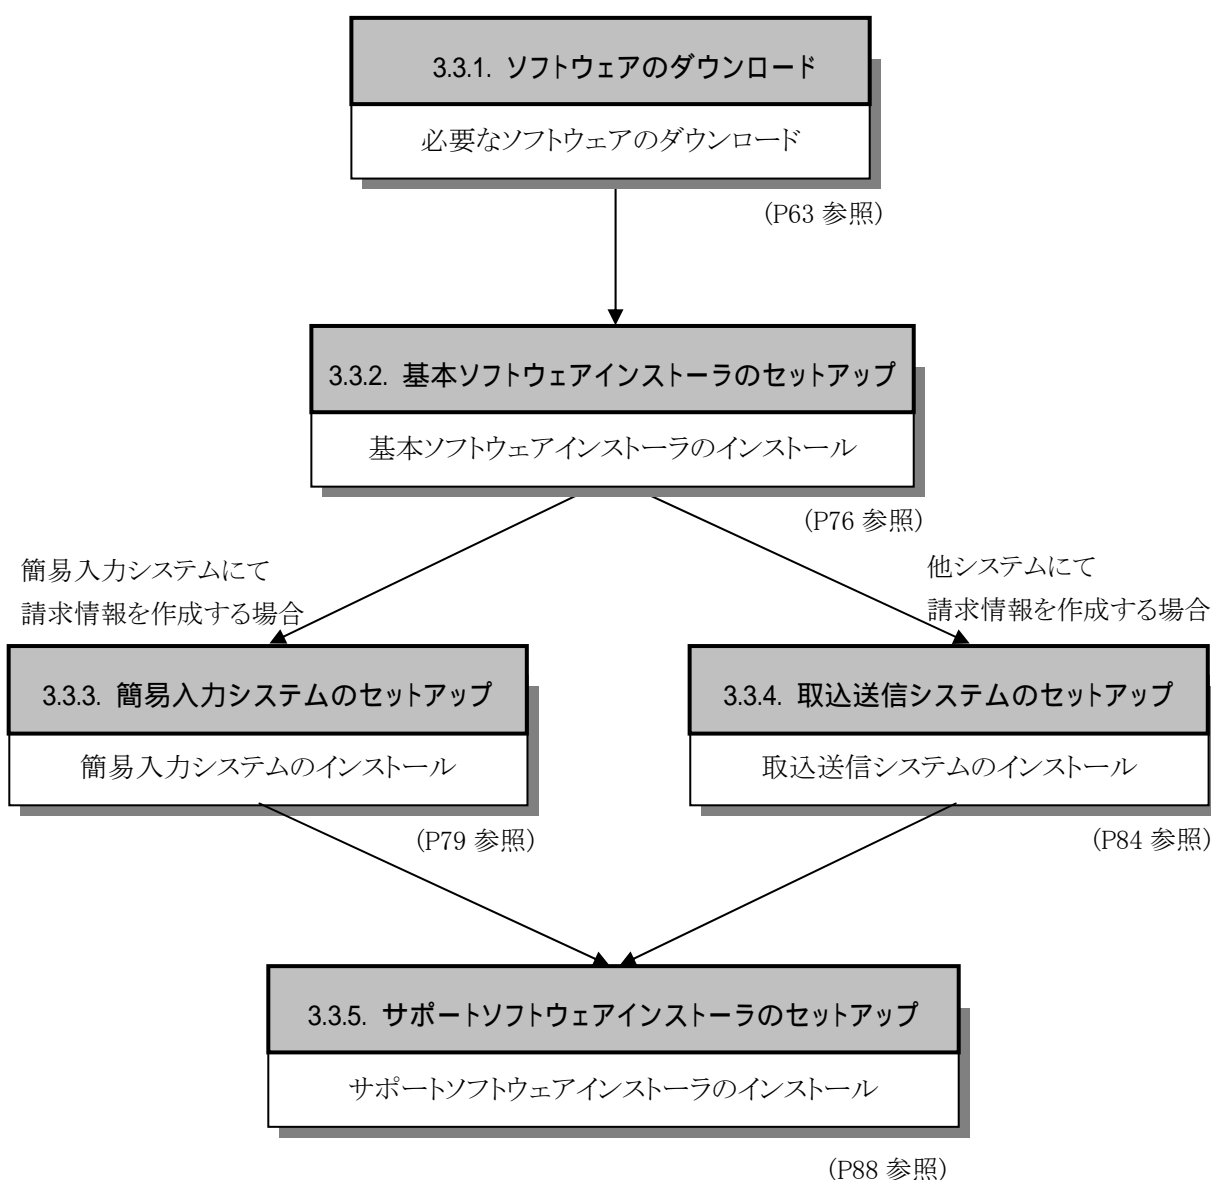 3.3.1. ソフトウェアのダウンロード
必要なソフトウェアのダウンロード
(P63 参照)
3.3.2. 基本ソフトウェアインストーラのセットアップ
基本ソフトウェアインストーラのインストール
(P76 参照)
簡易入力システムにて
請求情報を作成する場合
他システムにて
請求情報を作成する場合
3.3.3. 簡易入力システムのセットアップ
簡易入力システムのインストール
(P79 参照)
3.3.4. 取込送信システムのセットアップ
取込送信システムのインストール
(P84 参照)
3.3.5. サポートソフトウェアインストーラのセットアップ
サポートソフトウェアインストーラのインストール
(P88 参照)